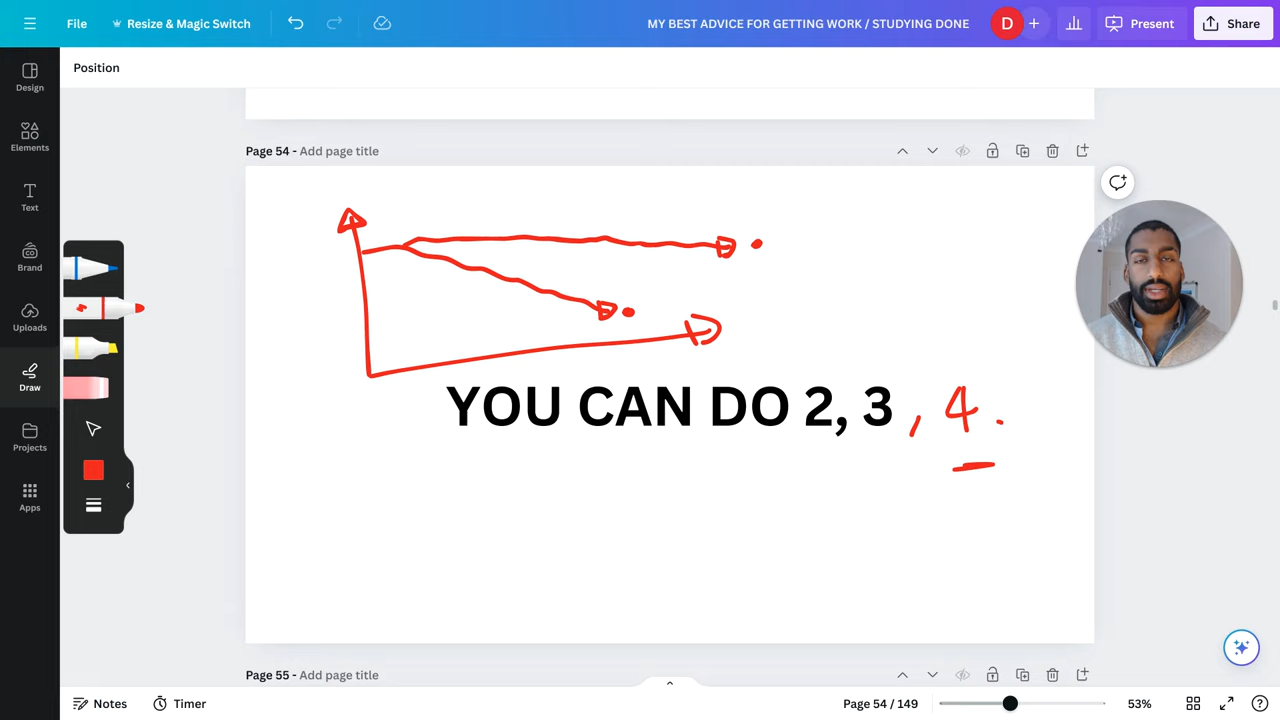 File
Resize & Magic Switch
MY BEST ADVICE FOR GETTING WORK / STUDYING DONE
D
+
Present
Share
Design
Elements
Text
Brand
Uploads
Draw
Projects
Apps
Position
Page 54 - Add page title
YOU CAN DO 2, 3 , 4 .
Page 55 - Add page title
Notes
Timer
Page 54 / 149
53%
?